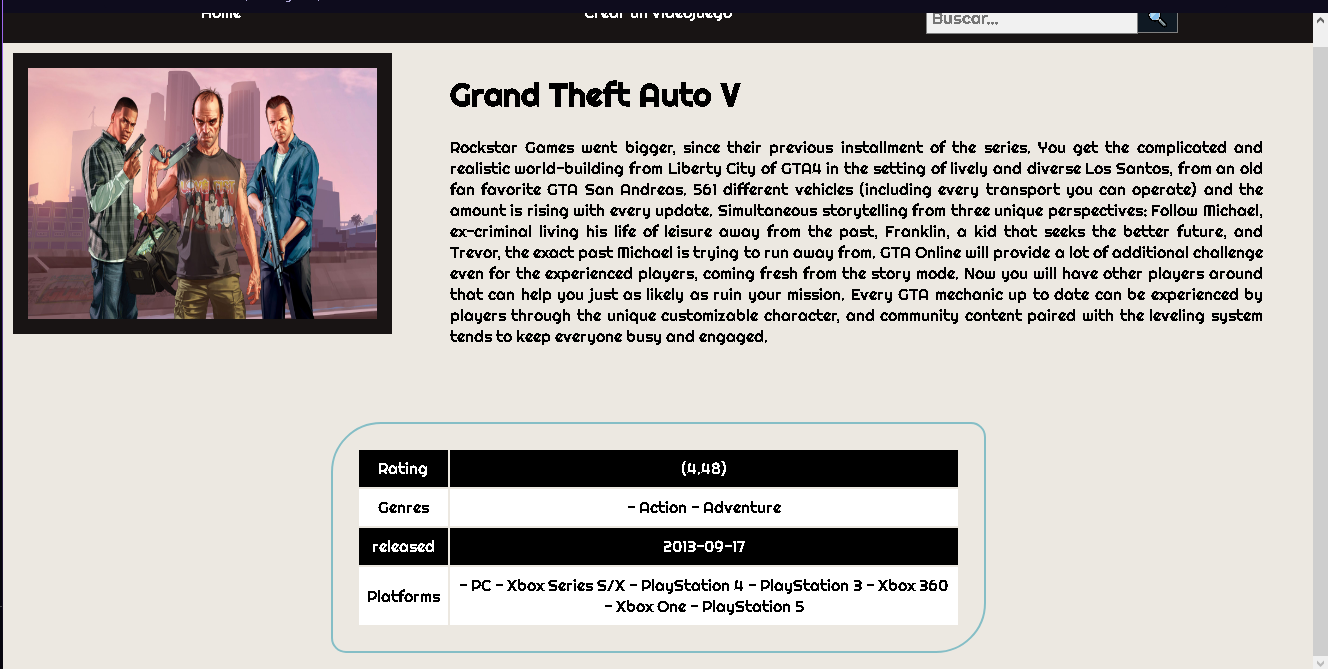 Home
Crear un videojuego
Buscar...
Grand Theft Auto V
Rockstar Games went bigger, since their previous installment of the series. You get the complicated and
realistic world-building from Liberty City of GTA4 in the setting of lively and diverse Los Santos, from an old
fan favorite GTA San Andreas. 561 different vehicles (including every transport you can operate) and the
amount is rising with every update. Simultaneous storytelling from three unique perspectives: Follow Michael,
ex-criminal living his life of leisure away from the past, Franklin, a kid that seeks the better future, and
Trevor, the exact past Michael is trying to run away from. GTA Online will provide a lot of additional challenge
even for the experienced players, coming fresh from the story mode. Now you will have other players around
that can help you just as likely as ruin your mission. Every GTA mechanic up to date can be experienced by
players through the unique customizable character, and community content paired with the leveling system
tends to keep everyone busy and engaged.
Rating (4.48)
Genres - Action - Adventure
released 2013-09-17
Platforms - PC - Xbox Series S/X - PlayStation 4 - PlayStation 3 - Xbox 360
- Xbox One - PlayStation 5